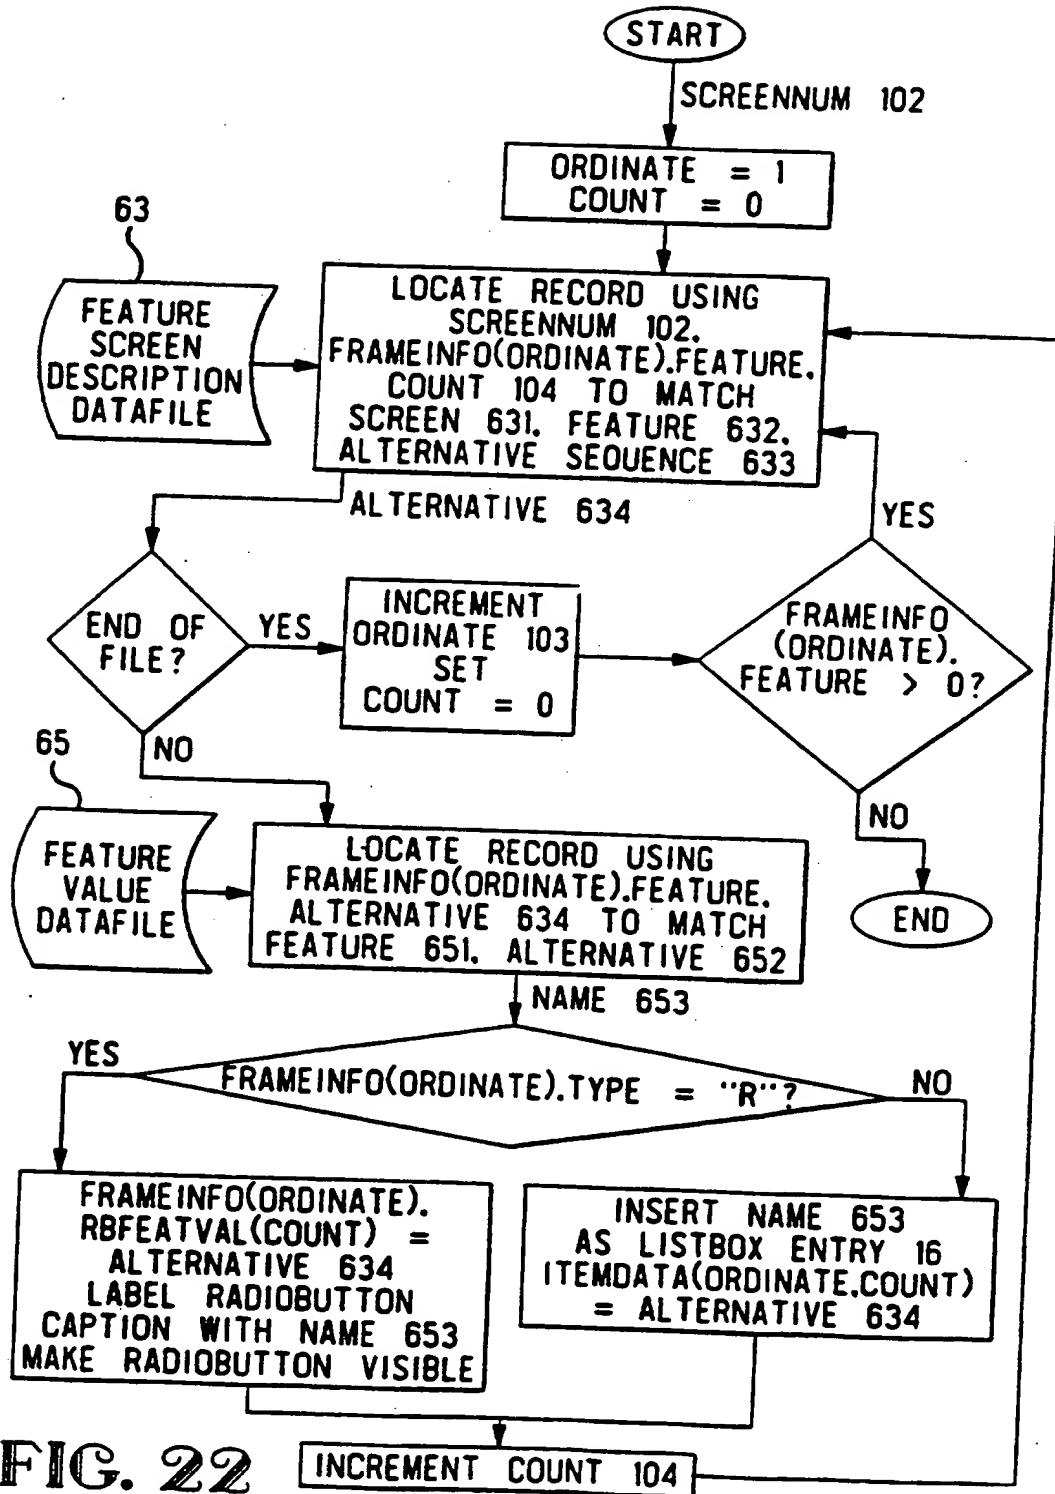 START
SCREENNUM 102
ORDINATE = 1
COUNT = 0
63
FEATURE
SCREEN
DESCRIPTION
DATAFILE
LOCATE RECORD USING
SCREENNUM 102.
FRAMEINFO(ORDINATE).FEATURE.
COUNT 104 TO MATCH
SCREEN 631. FEATURE 632.
ALTERNATIVE SEQUENCE 633
ALTERNATIVE 634
YES
END OF
FILE?
YES
INCREMENT
ORDINATE 103
SET
COUNT = 0
FRAMEINFO
(ORDINATE).
FEATURE > 0?
NO
65
NO
END
FEATURE
VALUE
DATAFILE
LOCATE RECORD USING
FRAMEINFO(ORDINATE).FEATURE.
ALTERNATIVE 634 TO MATCH
FEATURE 651. ALTERNATIVE 652
NAME 653
YES
FRAMEINFO(ORDINATE).TYPE = "R"?
NO
FRAMEINFO(ORDINATE).
RBFEATVAL(COUNT) =
ALTERNATIVE 634
LABEL RADIOBUTTON
CAPTION WITH NAME 653
MAKE RADIOBUTTON VISIBLE
INSERT NAME 653
AS LISTBOX ENTRY 16
ITEMDATA(ORDINATE.COUNT)
= ALTERNATIVE 634
FIG. 22
INCREMENT COUNT 104